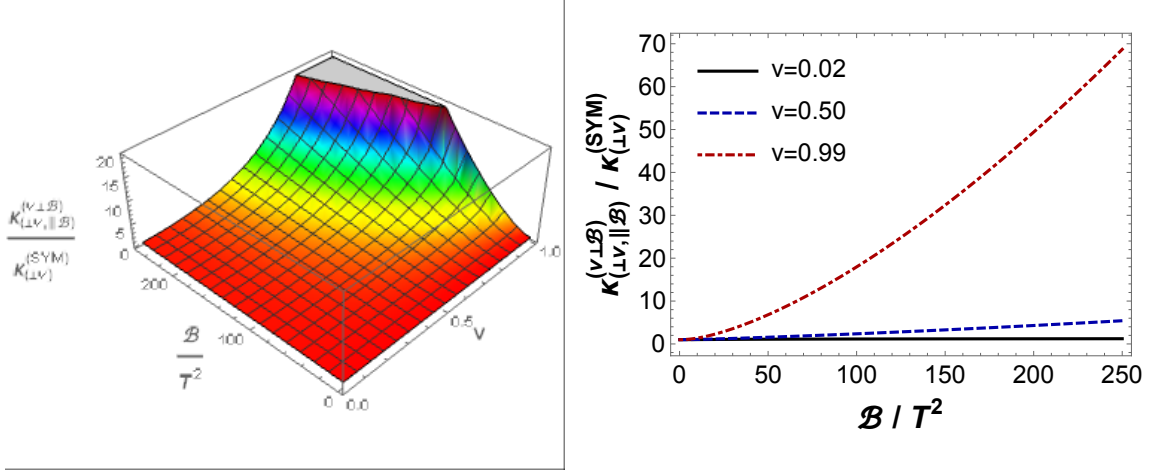 20
15
10
5
0
K^{(v⊥ℬ)}_{(⊥v,∥ℬ)}
K^{(SYM)}_{(⊥v)}
200
100
0
ℬ
T²
0.0
0.5
1.0
v
70
60
50
40
30
20
10
0
v=0.02
v=0.50
v=0.99
K^{(v⊥ℬ)}_{(⊥v,∥ℬ)} / K^{(SYM)}_{(⊥v)}
0 50 100 150 200 250
ℬ / T²